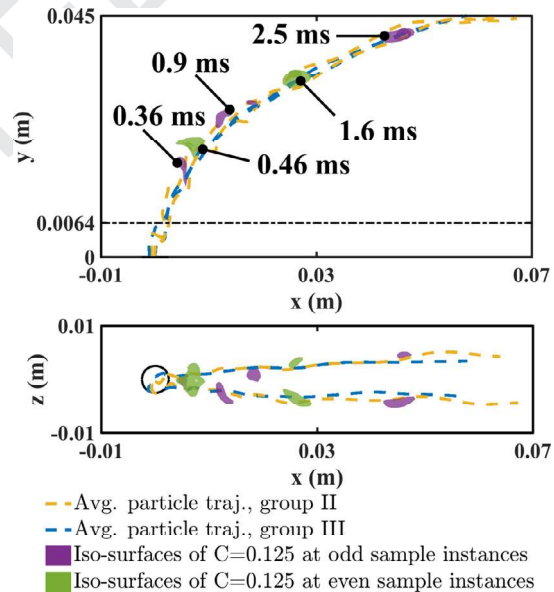 0.045
2.5 ms
0.9 ms
0.36 ms
1.6 ms
0.46 ms
y (m)
0.0064
0
-0.01
0.03
0.07
x (m)
0.01
z (m)
-0.01
-0.01
0.03
0.07
x (m)
Avg. particle traj., group II
Avg. particle traj., group III
Iso-surfaces of C=0.125 at odd sample instances
Iso-surfaces of C=0.125 at even sample instances